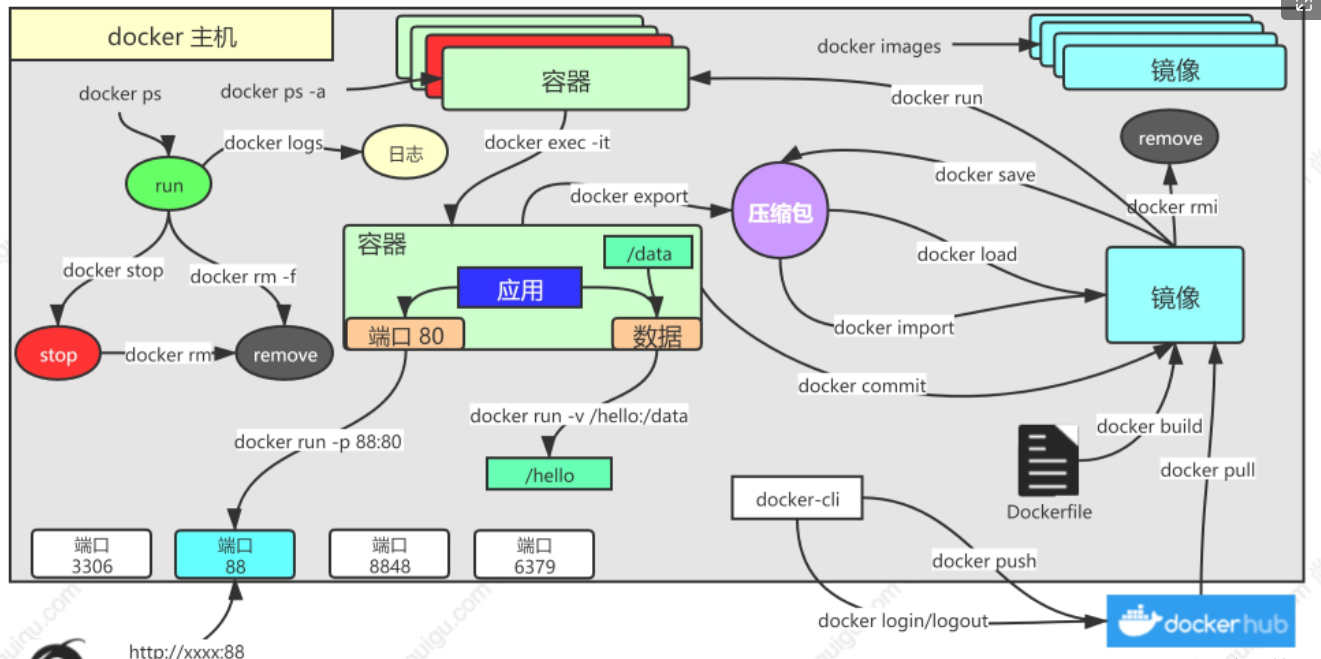 docker 主机
docker images
镜像
容器
docker ps
docker ps -a
docker run
docker logs
日志
docker exec -it
remove
docker save
run
docker export
压缩包
docker rmi
容器
/data
docker load
docker stop
docker rm -f
应用
镜像
端口 80
数据
docker import
stop
docker rm
remove
docker commit
docker run -v /hello:/data
docker build
docker run -p 88:80
docker pull
/hello
docker-cli
Dockerfile
端口
3306
端口
88
端口
8848
端口
6379
docker push
docker login/logout
dockerhub
http://xxxx:88